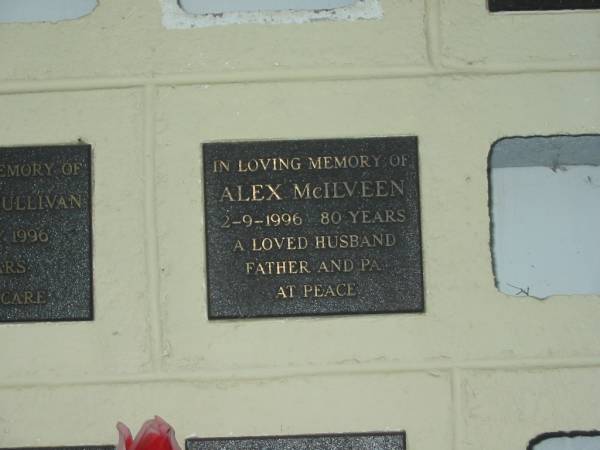 EMORY OF
ULLIVAN
1996
ARS
CARE
IN LOVING MEMORY OF
ALEX McILVEEN
2-9-1996 80 YEARS
A LOVED HUSBAND
FATHER AND PA
AT PEACE